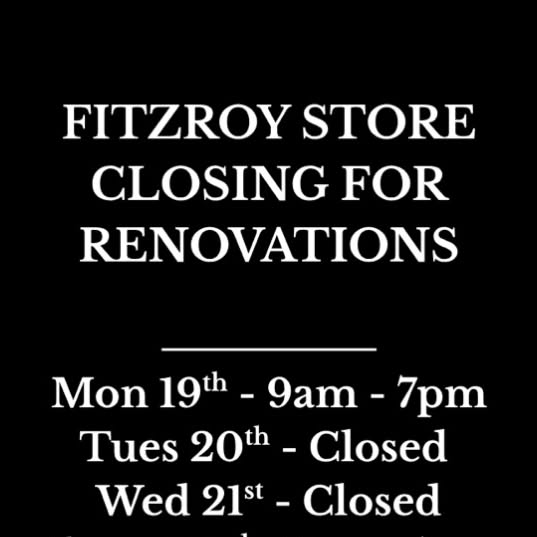 FITZROY STORE
CLOSING FOR
RENOVATIONS
Mon 19th - 9am - 7pm
Tues 20th - Closed
Wed 21st - Closed